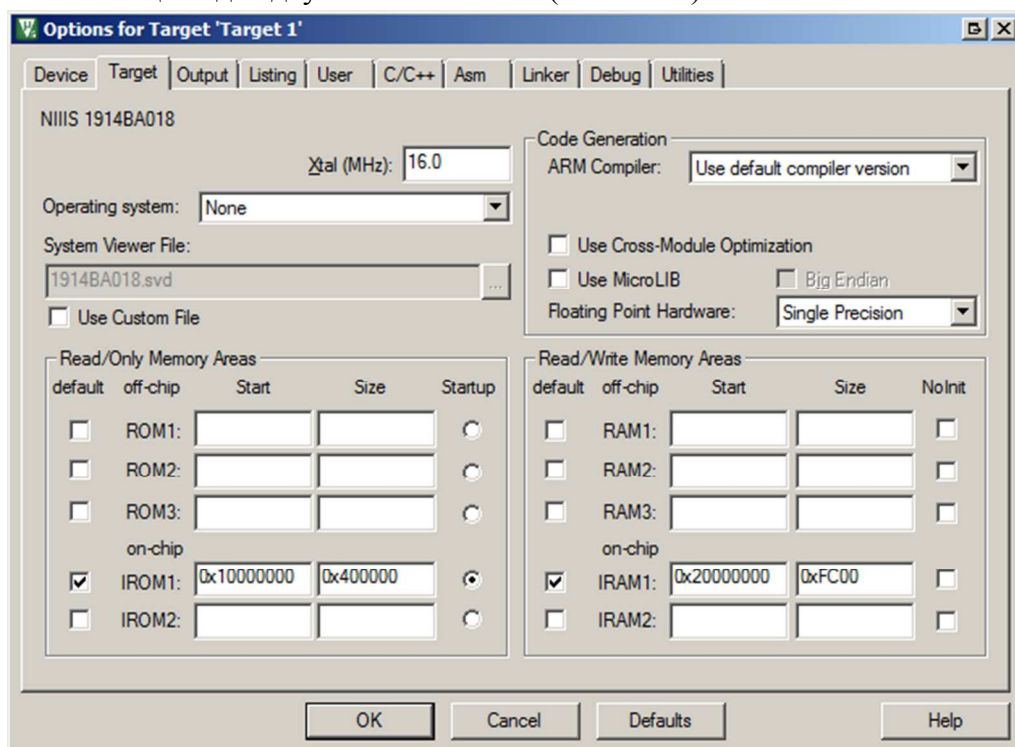 Options for Target 'Target 1'
Device Target Output Listing User C/C++ Asm Linker Debug Utilities
NIIIS 1914BA018
Xtal (MHz): 16.0
Operating system: None
System Viewer File:
1914BA018.svd ...
Use Custom File
Code Generation
ARM Compiler: Use default compiler version
Use Cross-Module Optimization
Use MicroLIB Big Endian
Floating Point Hardware: Single Precision
Read/Only Memory Areas
default off-chip Start Size Startup
ROM1:
ROM2:
ROM3:
on-chip
IROM1: 0x10000000 0x400000
IROM2:
Read/Write Memory Areas
default off-chip Start Size NoInit
RAM1:
RAM2:
RAM3:
on-chip
IRAM1: 0x20000000 0xFC00
IRAM2:
OK Cancel Defaults Help